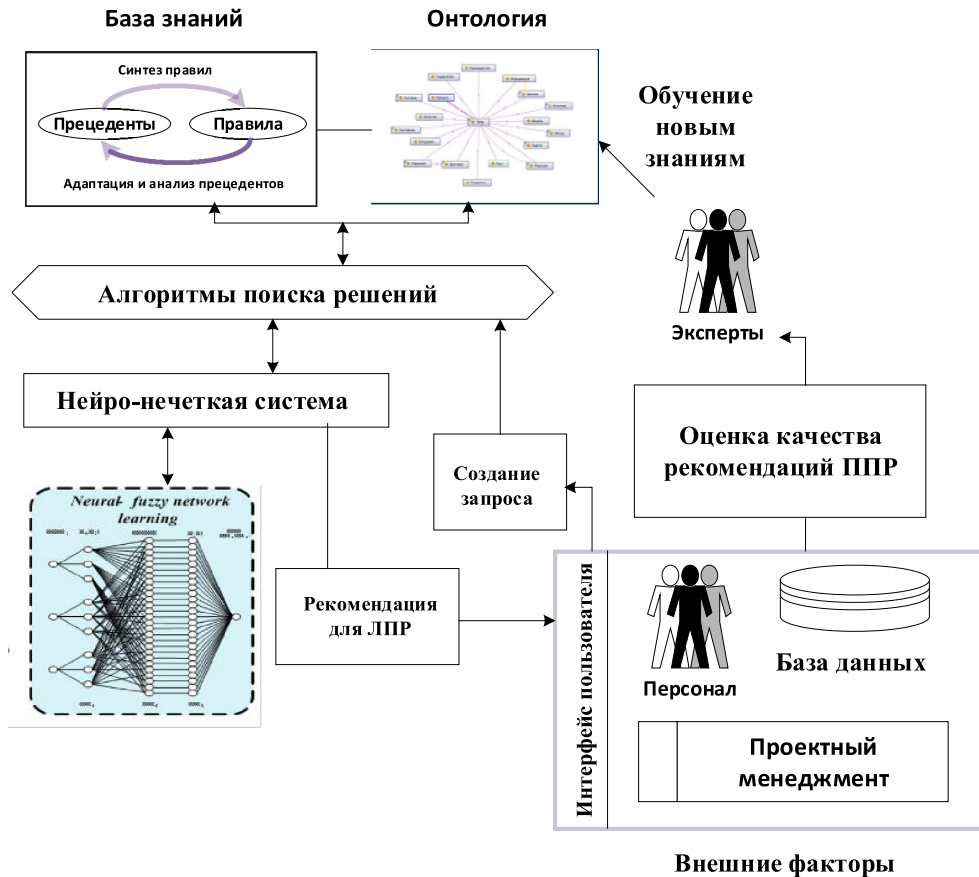 База знаний
Онтология
Синтез правил
Прецеденты
Правила
Адаптация и анализ прецедентов
Обучение
новым
знаниям
Алгоритмы поиска решений
Эксперты
Нейро-нечеткая система
Оценка качества
рекомендаций ППР
Создание
запроса
Neural- fuzzy network
learning
Рекомендация
для ЛПР
Интерфейс пользователя
Персонал
База данных
Проектный
менеджмент
Внешние факторы